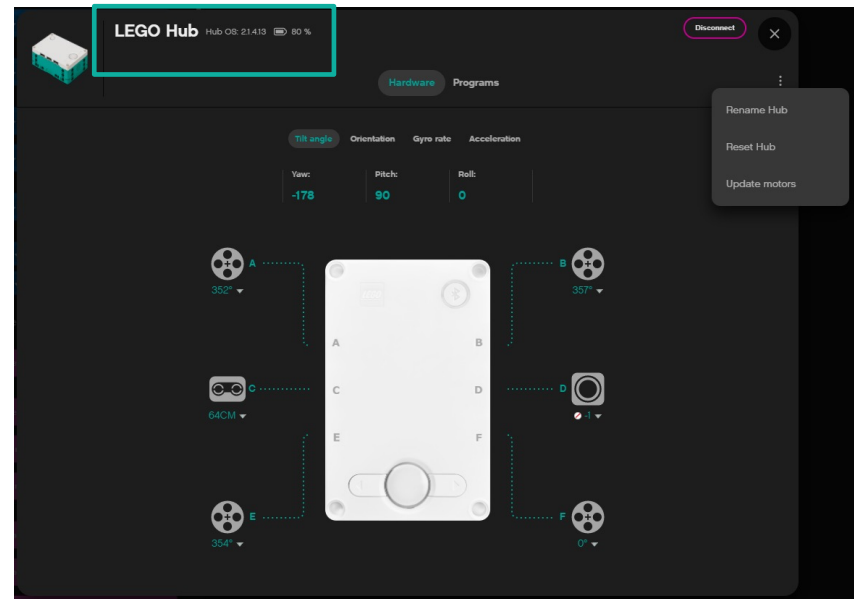 LEGO Hub Hub OS: 2.1.4.13 80 %
Disconnect
Hardware Programs
Rename Hub
Reset Hub
Update motors
Tilt angle Orientation Gyro rate Acceleration
Yaw: Pitch: Roll:
-178 90 0
A B
352° 357°
A B
C C D D
64CM -1
E F
E F
354° 0°